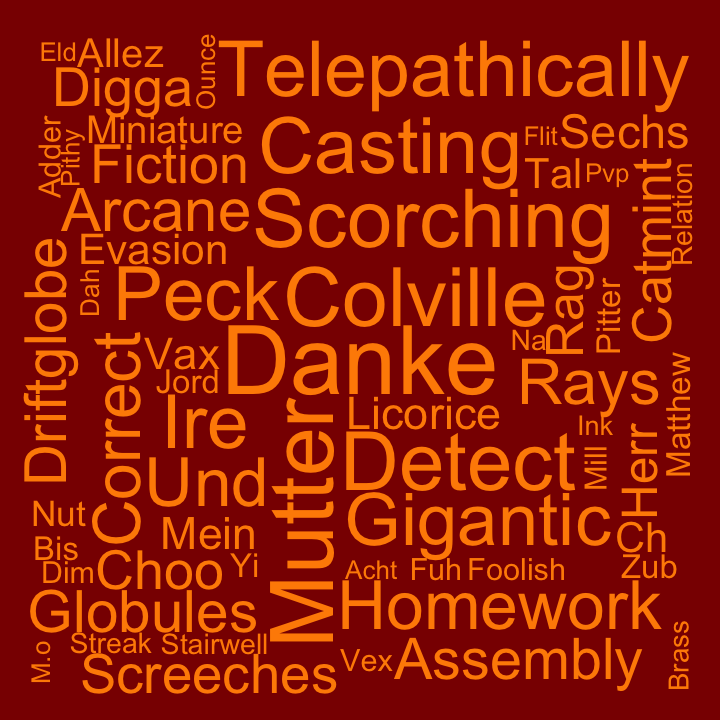 Eld
Allez
Ounce
Telepathically
Digga
Adder
Pithy
Miniature
Casting
Flit
Sechs
Fiction
Tal
Pvp
Catmint
Relation
Arcane
Scorching
Evasion
Driftglobe
Dah
Peck
Colville
Rag
Pitter
Na
Danke
Vax
Jord
Correct
Rays
Matthew
Ire
Mutter
Licorice
Ink
Herr
Und
Detect
Mill
Nut
Mein
Gigantic
Ch
Bis
Dim
Choo
Yi
Acht
Fuh
Foolish
Zub
Globules
Homework
Streak
Stairwell
M.o
Screeches
Vex
Assembly
Brass